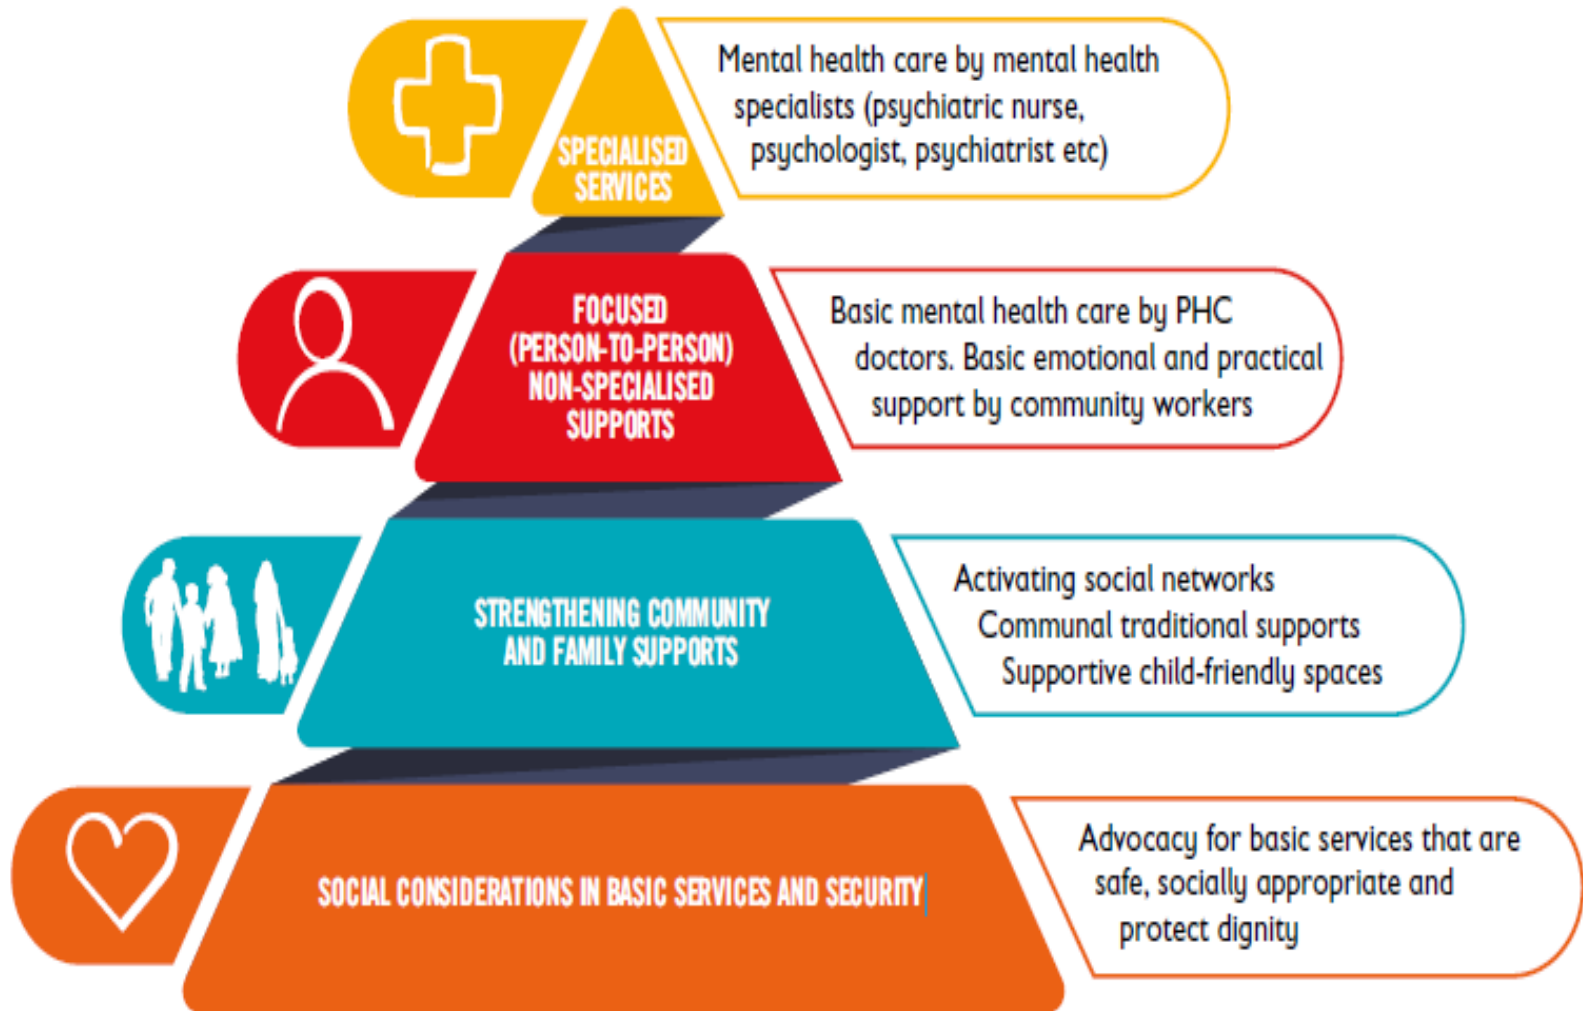 SPECIALISED
SERVICES
Mental health care by mental health
specialists (psychiatric nurse,
psychologist, psychiatrist etc)
FOCUSED
(PERSON-TO-PERSON)
NON-SPECIALISED
SUPPORTS
Basic mental health care by PHC
doctors. Basic emotional and practical
support by community workers
STRENGTHENING COMMUNITY
AND FAMILY SUPPORTS
Activating social networks
Communal traditional supports
Supportive child-friendly spaces
SOCIAL CONSIDERATIONS IN BASIC SERVICES AND SECURITY
Advocacy for basic services that are
safe, socially appropriate and
protect dignity